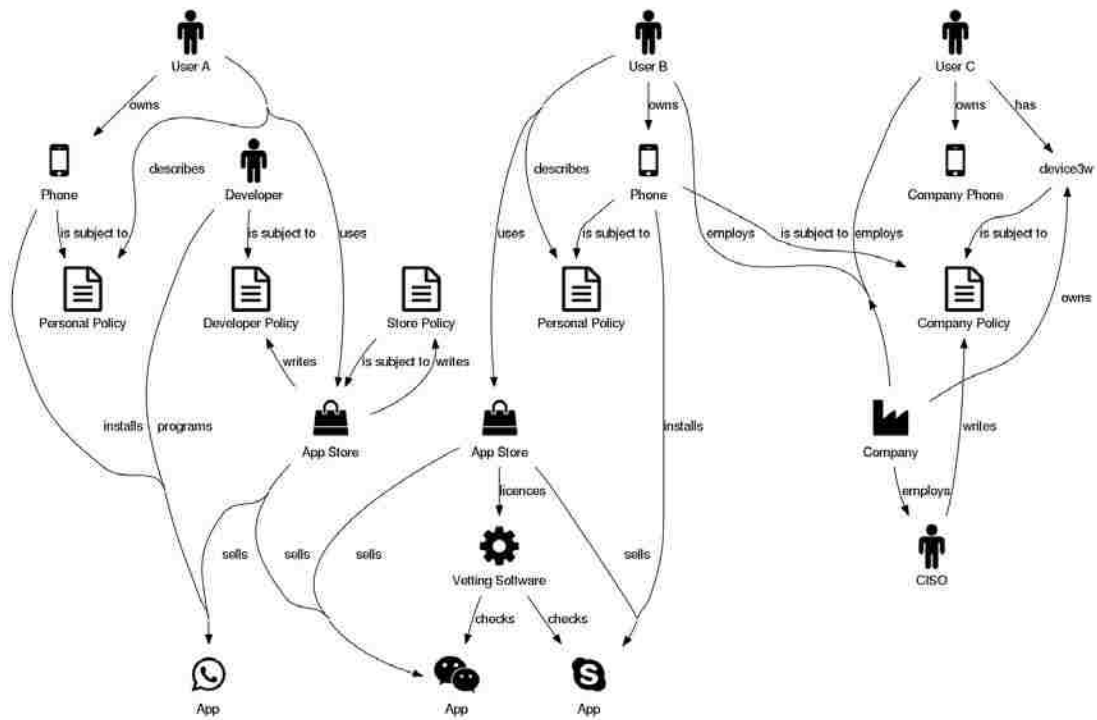 User A
User B
User C
owns
owns
owns
has
describes
describes
Phone
Developer
Phone
Company Phone
device3w
is subject to
is subject to
uses
uses
is subject to
employs
is subject to
employs
is subject to
owns
Personal Policy
Developer Policy
Store Policy
Personal Policy
Company Policy
writes
is subject to
writes
installs
programs
App Store
App Store
installs
Company
writes
licences
employs
sells
sells
sells
Vetting Software
sells
CISO
checks
checks
App
App
App